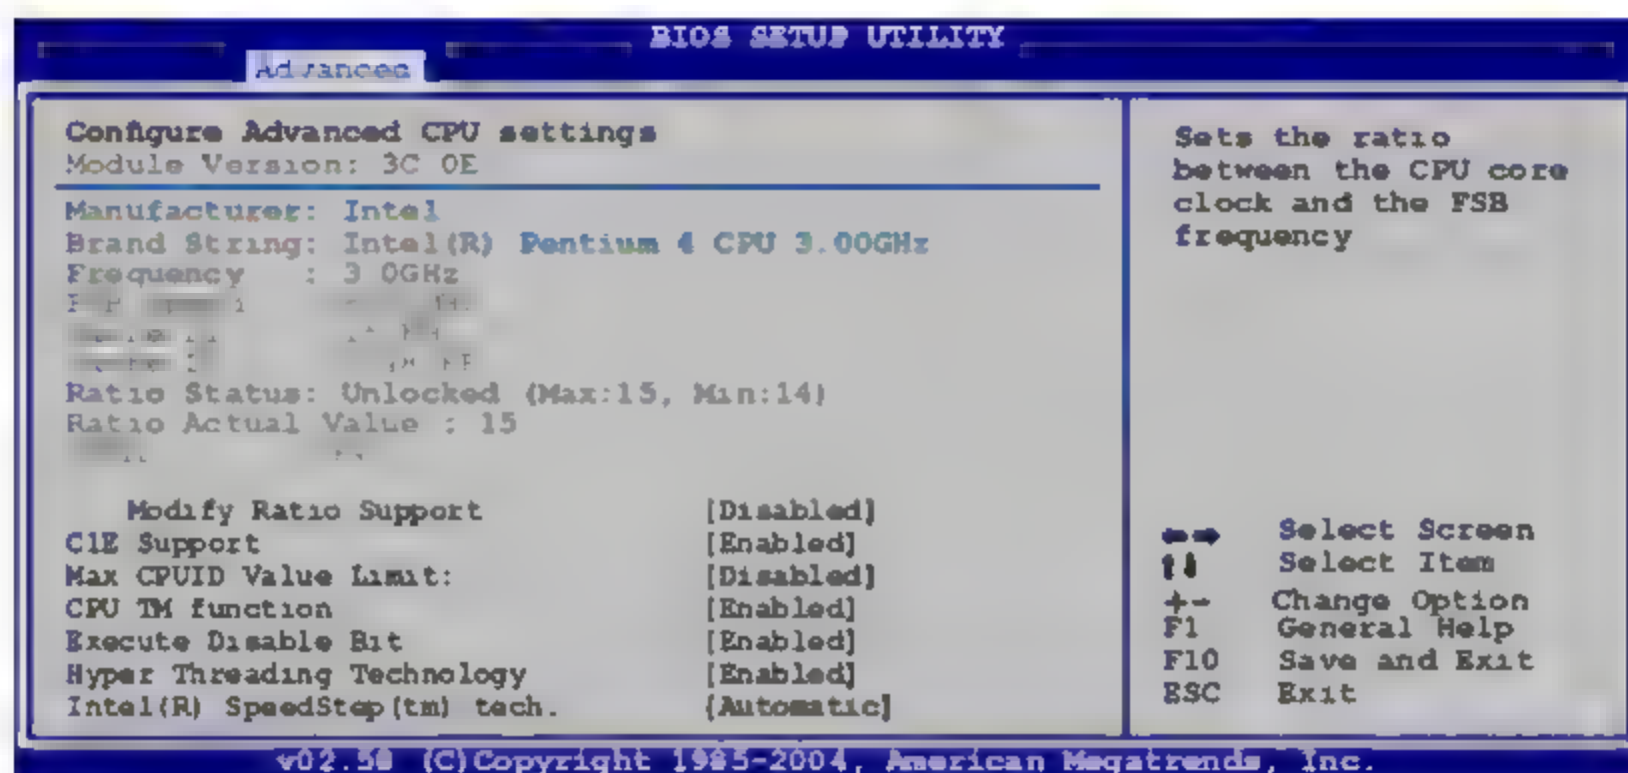 BIOS SETUP UTILITY
Advanced
Configure Advanced CPU settings
Module Version: 3C 0E
Manufacturer: Intel
Brand String: Intel(R) Pentium 4 CPU 3.00GHz
Frequency : 3 0GHz
Ratio Status: Unlocked (Max:15, Min:14)
Ratio Actual Value : 15
Modify Ratio Support [Disabled]
C1E Support [Enabled]
Max CPUID Value Limit: [Disabled]
CPU TM function [Enabled]
Execute Disable Bit [Enabled]
Hyper Threading Technology [Enabled]
Intel(R) SpeedStep(tm) tech. [Automatic]
Sets the ratio
between the CPU core
clock and the FSB
frequency
Select Screen
Select Item
+- Change Option
F1 General Help
F10 Save and Exit
ESC Exit
v02.58 (C)Copyright 1985-2004, American Megatrends, Inc.